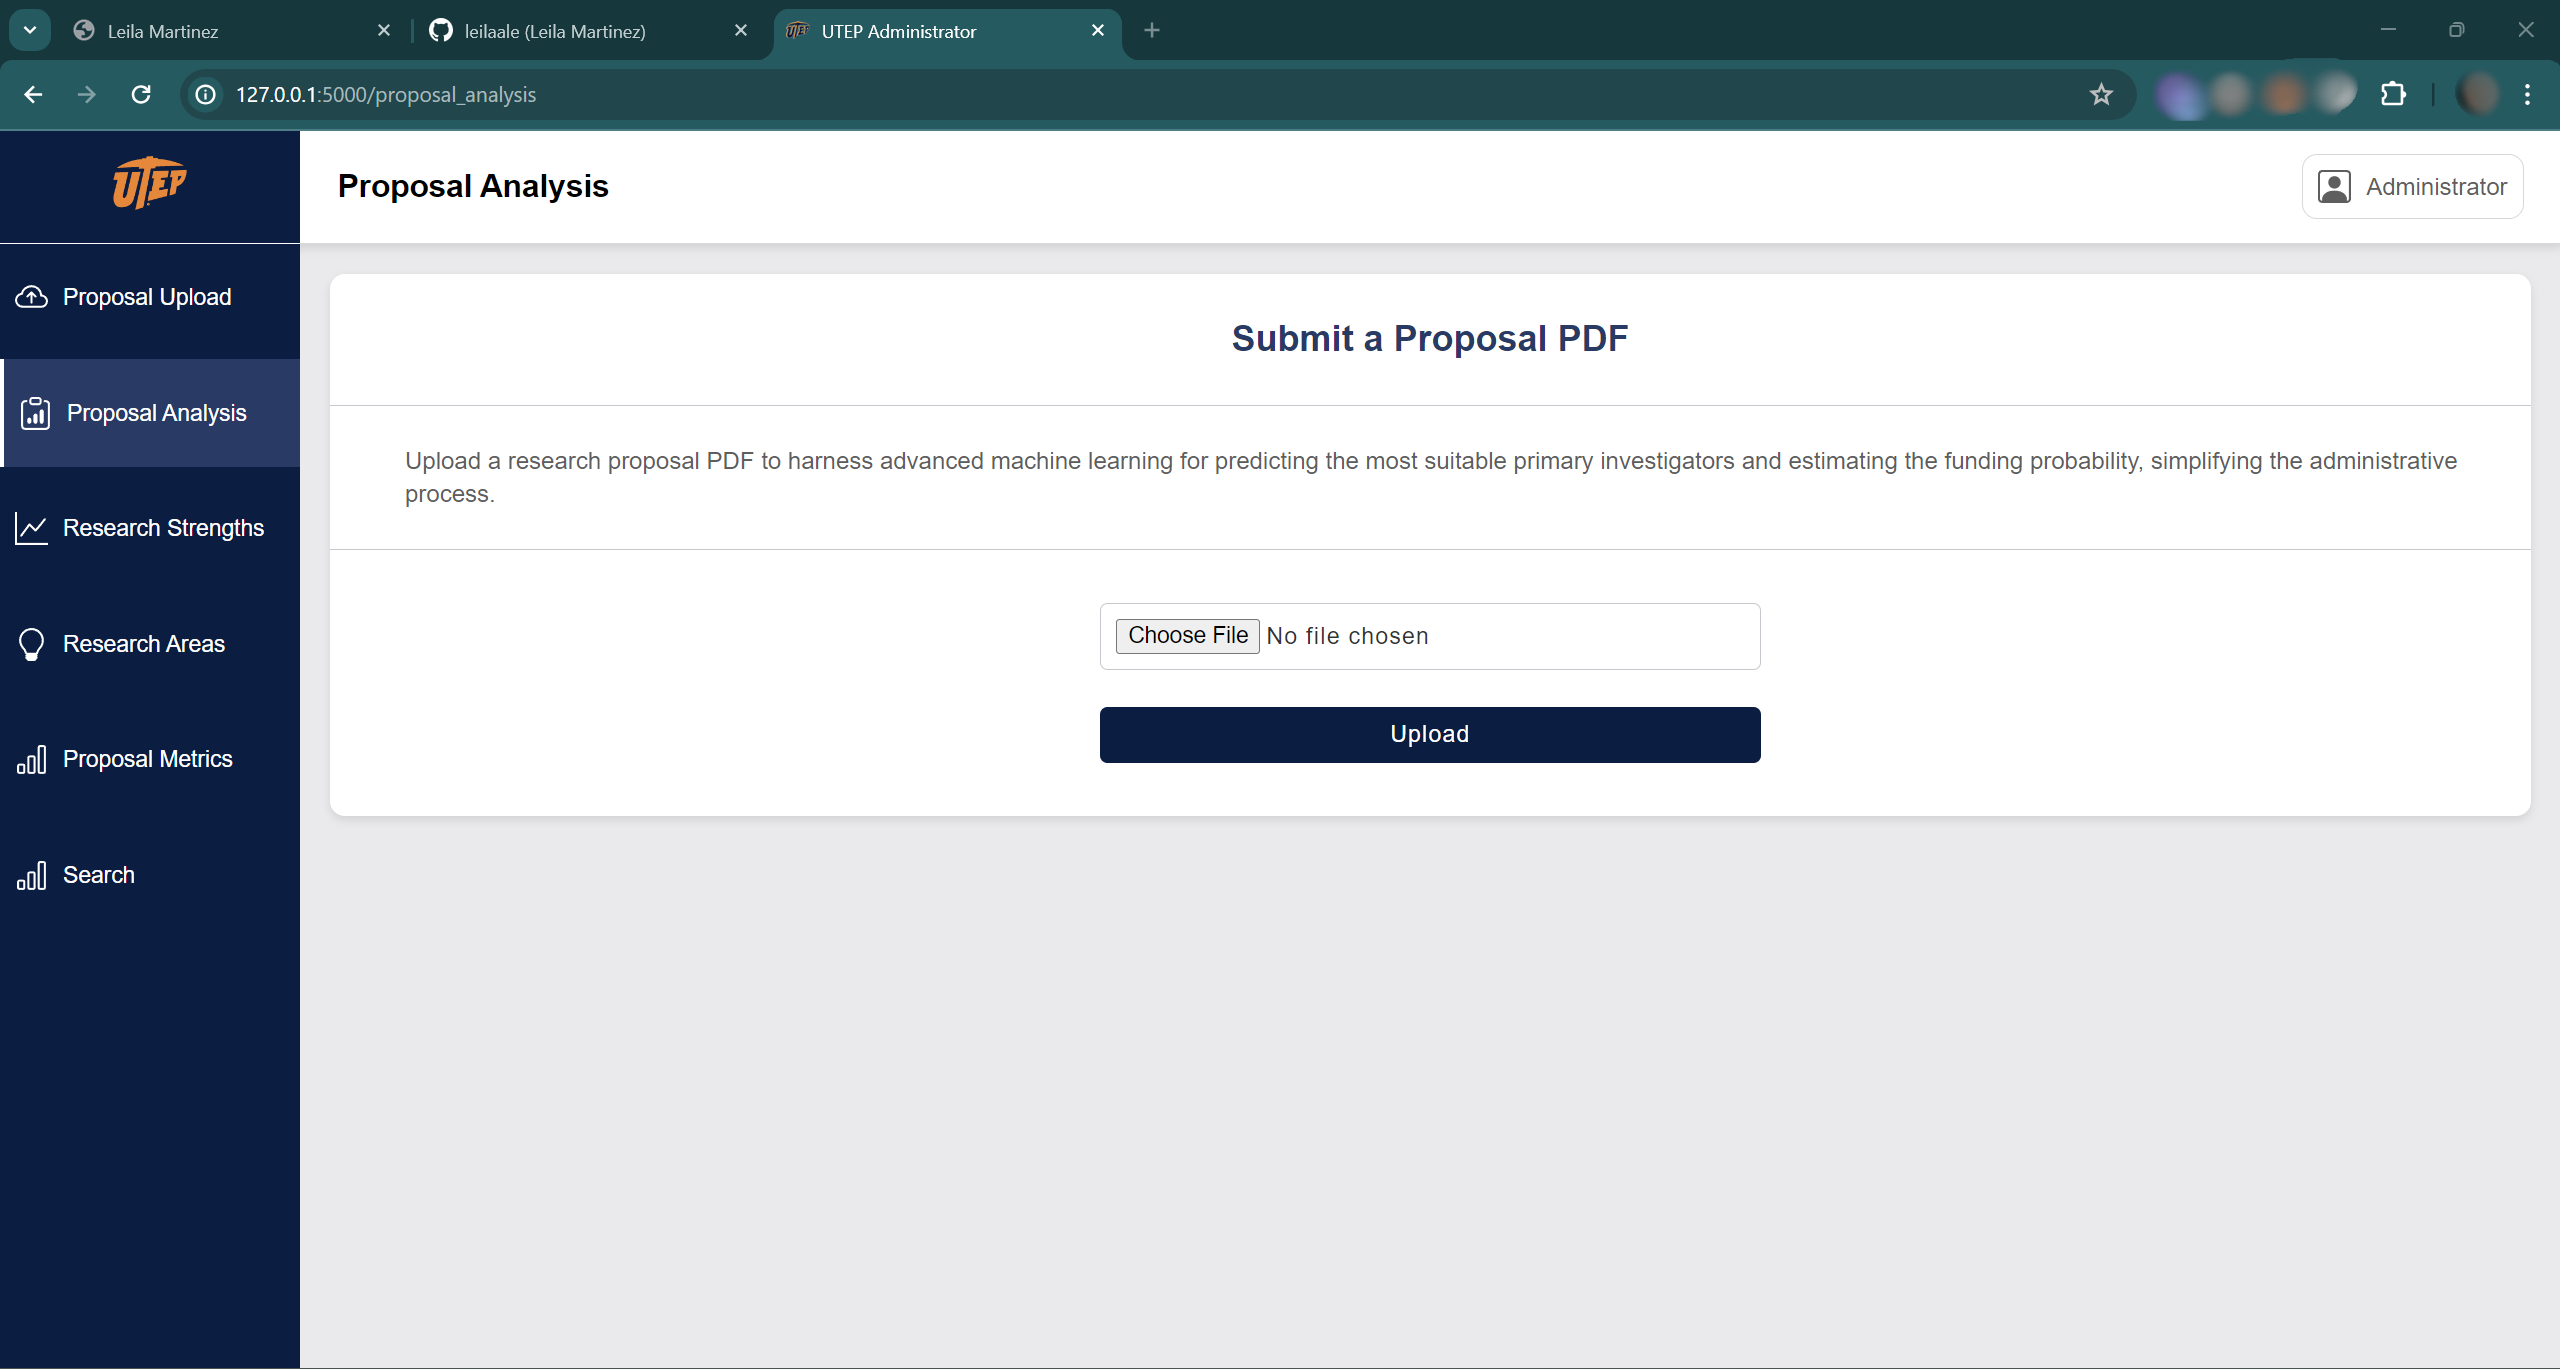 Leila Martinez
leilaale (Leila Martinez)
UTEP Administrator
127.0.0.1:5000/proposal_analysis
UTEP
Proposal Analysis
Administrator
Proposal Upload
Proposal Analysis
Research Strengths
Research Areas
Proposal Metrics
Search
Submit a Proposal PDF
Upload a research proposal PDF to harness advanced machine learning for predicting the most suitable primary investigators and estimating the funding probability, simplifying the administrative
process.
Choose File No file chosen
Upload